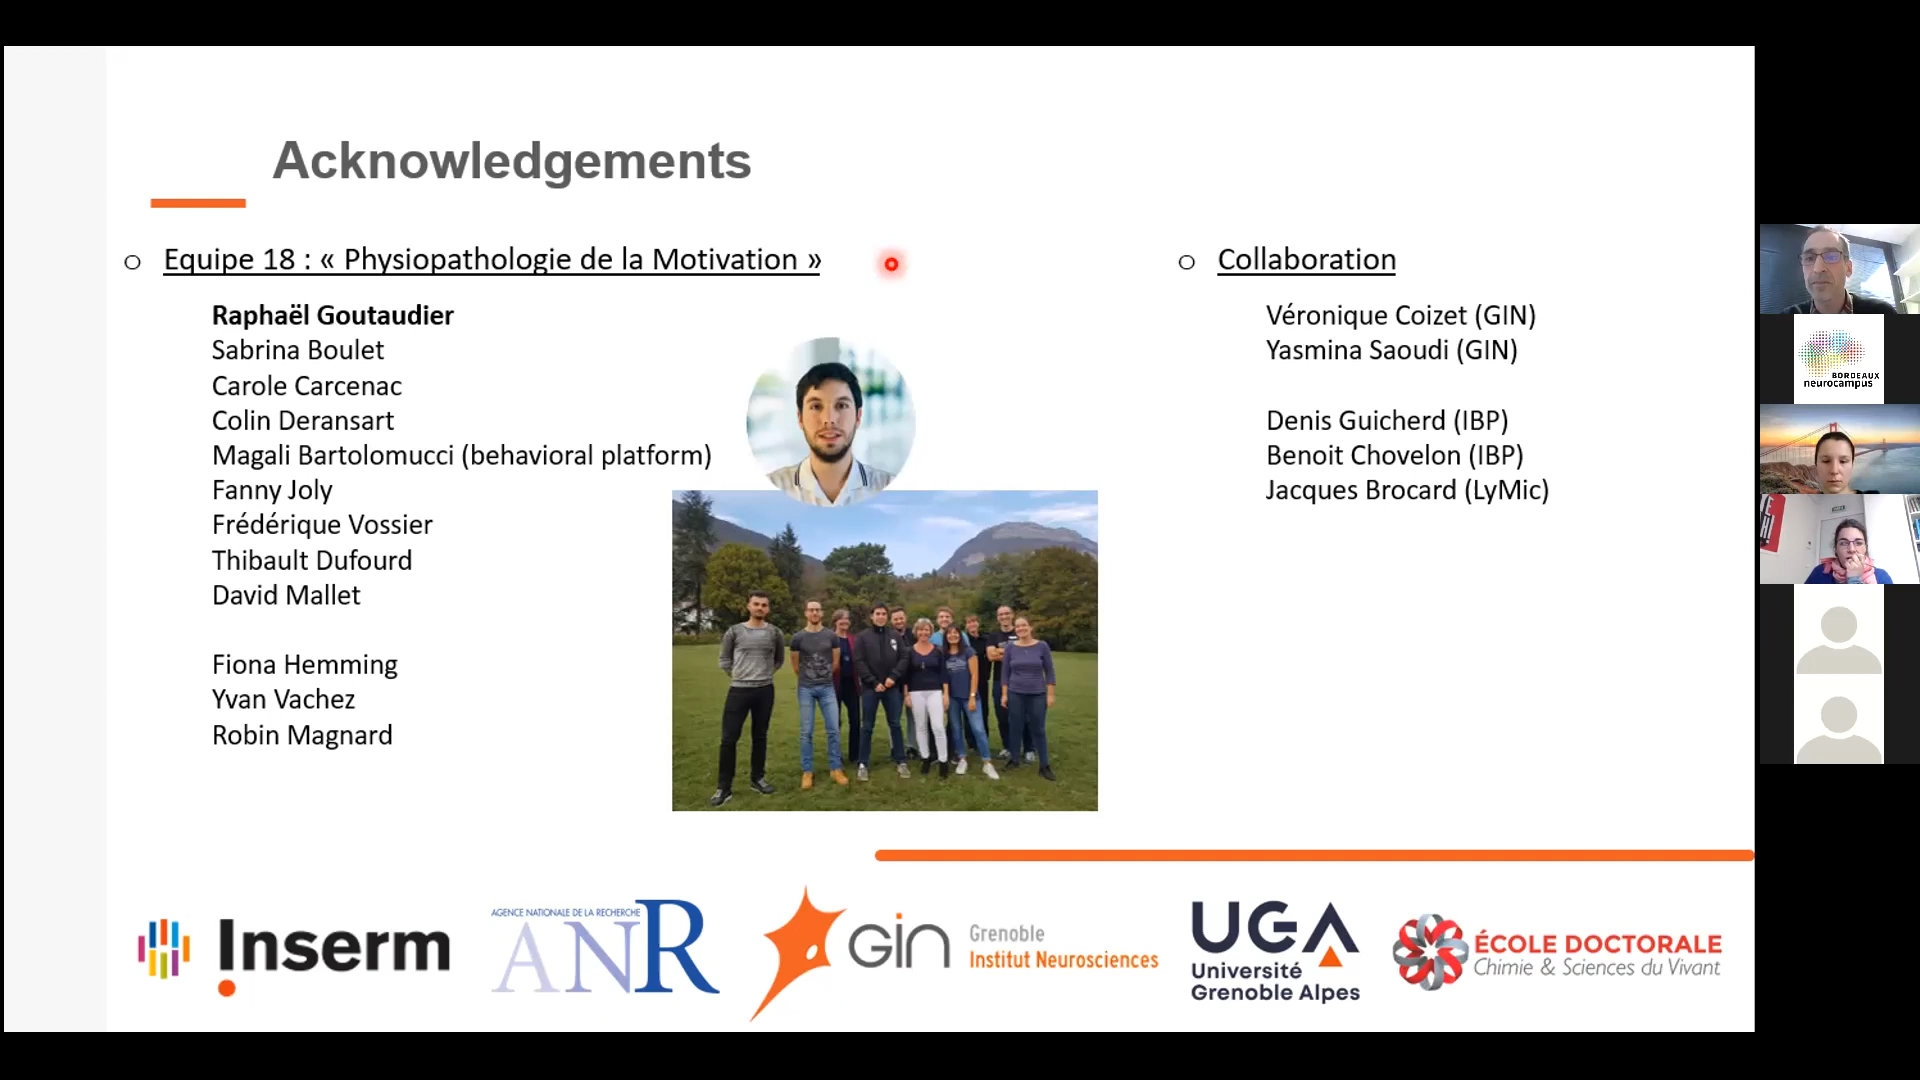 Acknowledgements
Equipe 18 : « Physiopathologie de la Motivation »
Raphaël Goutaudier
Sabrina Boulet
Carole Carcenac
Colin Deransart
Magali Bartolomucci (behavioral platform)
Fanny Joly
Frédérique Vossier
Thibault Dufourd
David Mallet
Fiona Hemming
Yvan Vachez
Robin Magnard
Collaboration
Véronique Coizet (GIN)
Yasmina Saoudi (GIN)
Denis Guicherd (IBP)
Benoit Chovelon (IBP)
Jacques Brocard (LyMic)
Inserm
AGENCE NATIONALE DE LA RECHERCHE
ANR
Gin
Grenoble
Institut Neurosciences
UGA
Université
Grenoble Alpes
ÉCOLE DOCTORALE
Chimie & Sciences du Vivant
BORDEAUX
neurocampus